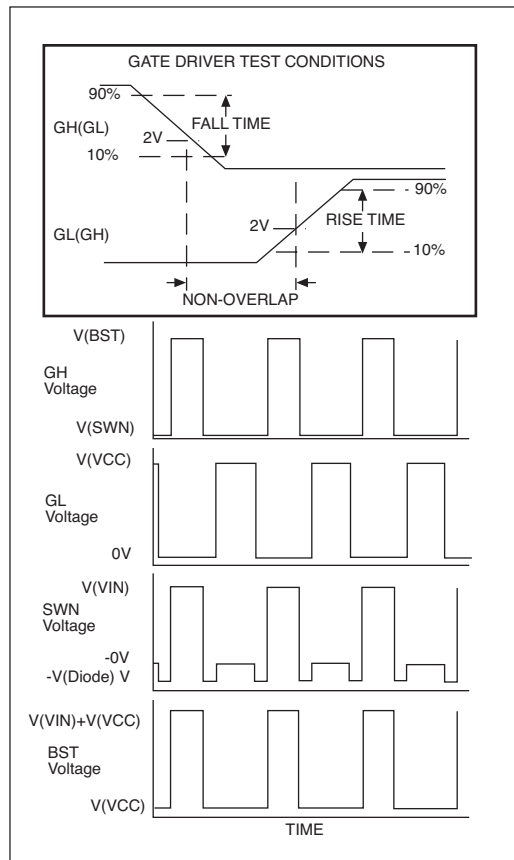 GATE DRIVER TEST CONDITIONS
90%
FALL TIME
GH(GL)
2V
10%
90%
2V
RISE TIME
GL(GH)
10%
NON-OVERLAP
V(BST)
GH
Voltage
V(SWN)
V(VCC)
GL
Voltage
0V
V(VIN)
SWN
Voltage
-0V
-V(Diode) V
V(VIN)+V(VCC)
BST
Voltage
V(VCC)
TIME